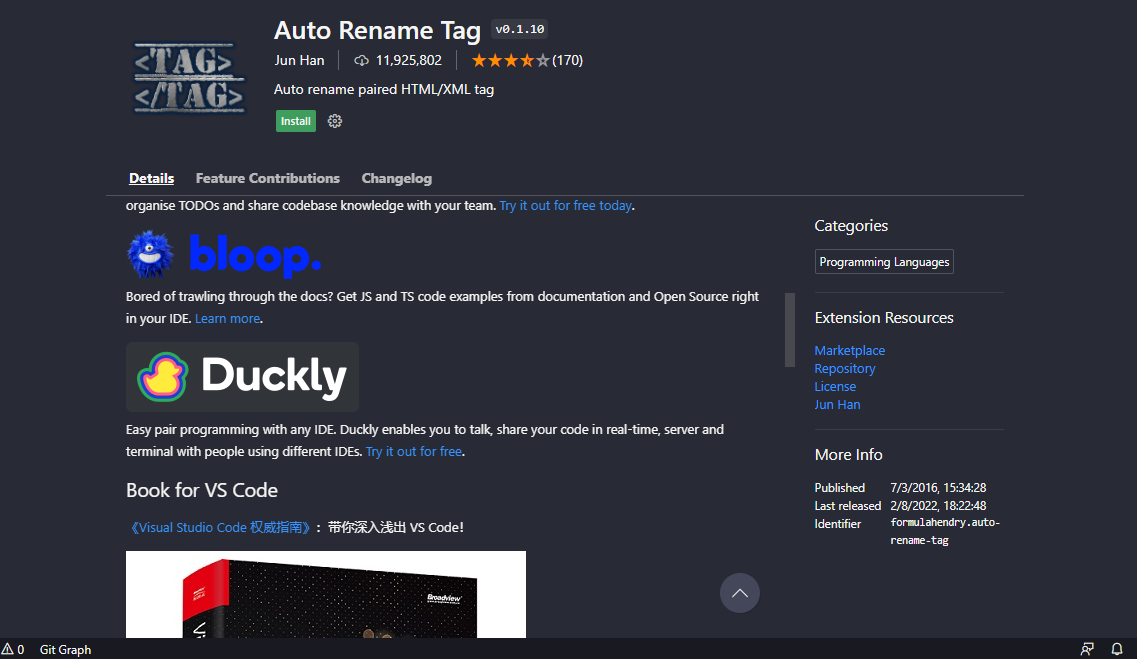 <TAG>
</TAG>
Auto Rename Tag v0.1.10
Jun Han 11,925,802 (170)
Auto rename paired HTML/XML tag
Install
Details Feature Contributions Changelog
organise TODOs and share codebase knowledge with your team. Try it out for free today.
bloop.
Bored of trawling through the docs? Get JS and TS code examples from documentation and Open Source right
in your IDE. Learn more.
Duckly
Easy pair programming with any IDE. Duckly enables you to talk, share your code in real-time, server and
terminal with people using different IDEs. Try it out for free.
Book for VS Code
《Visual Studio Code 权威指南》：带你深入浅出 VS Code！
Broadview
Categories
Programming Languages
Extension Resources
Marketplace
Repository
License
Jun Han
More Info
Published 7/3/2016, 15:34:28
Last released 2/8/2022, 18:22:48
Identifier formulahendry.auto-
rename-tag
0 Git Graph